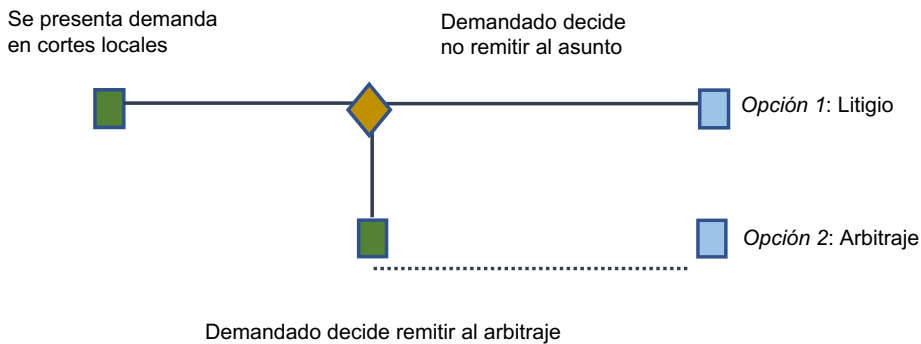 Se presenta demanda
en cortes locales
Demandado decide
no remitir al asunto
Opción 1: Litigio
Opción 2: Arbitraje
Demandado decide remitir al arbitraje